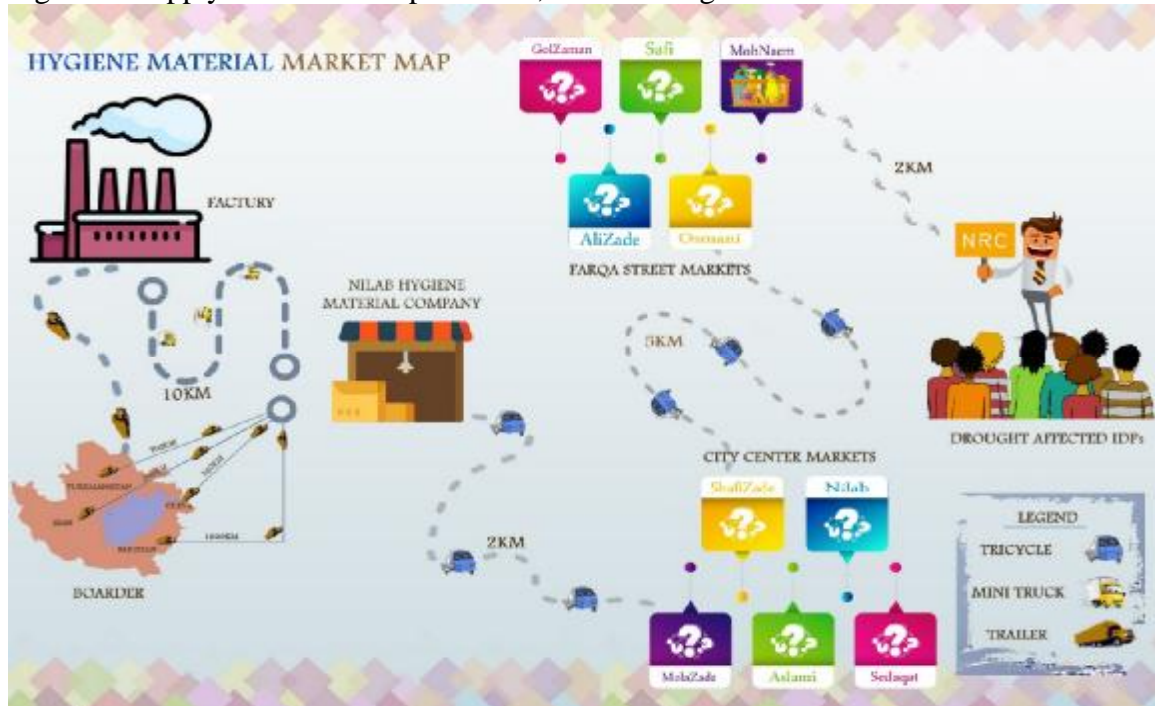 HYGIENE MATERIAL MARKET MAP
FACTURY
10KM
BOARDER
1000KM
NILAB HYGIENE
MATERIAL COMPANY
2KM
GolZaman
Safi
MohNaem
AliZade
Osmani
FARQA STREET MARKETS
5KM
2KM
NRC
DROUGHT AFFECTED IDPs
CITY CENTER MARKETS
ShafiZade
Nilab
MolaZade
Aslami
Sedaqat
LEGEND
TRICYCLE
MINI TRUCK
TRAILER